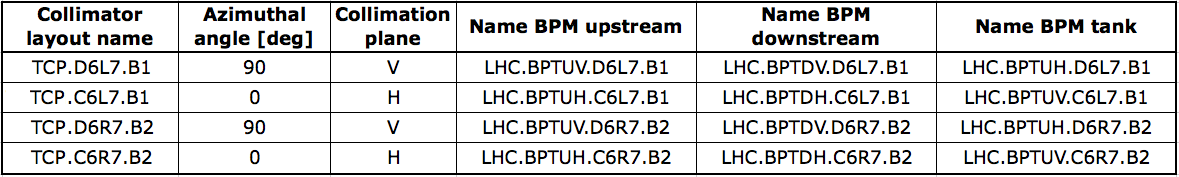 Collimator layout name Azimuthal angle [deg] Collimation plane Name BPM upstream Name BPM downstream Name BPM tank
TCP.D6L7.B1 90 V LHC.BPTUV.D6L7.B1 LHC.BPTDV.D6L7.B1 LHC.BPTUH.D6L7.B1
TCP.C6L7.B1 0 H LHC.BPTUH.C6L7.B1 LHC.BPTDH.C6L7.B1 LHC.BPTUV.C6L7.B1
TCP.D6R7.B2 90 V LHC.BPTUV.D6R7.B2 LHC.BPTDV.D6R7.B2 LHC.BPTUH.D6R7.B2
TCP.C6R7.B2 0 H LHC.BPTUH.C6R7.B2 LHC.BPTDH.C6R7.B2 LHC.BPTUV.C6R7.B2